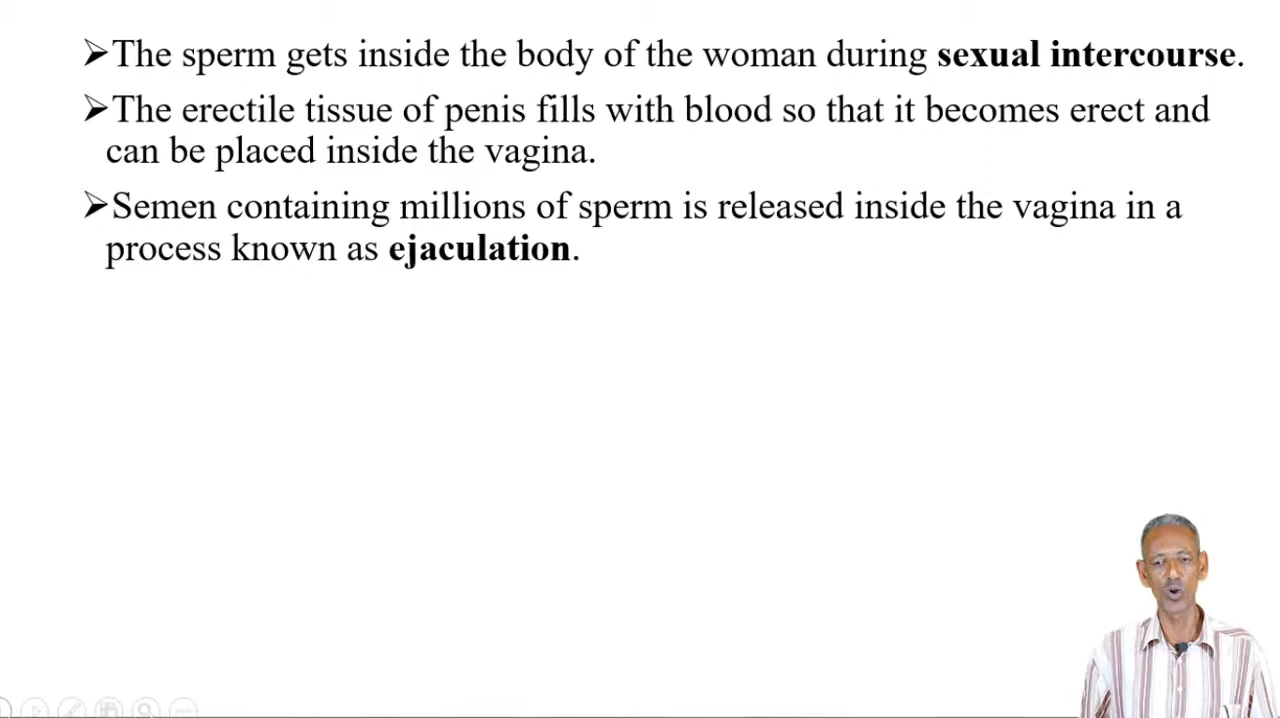 ➢The sperm gets inside the body of the woman during sexual intercourse.
➢The erectile tissue of penis fills with blood so that it becomes erect and
can be placed inside the vagina.
➢Semen containing millions of sperm is released inside the vagina in a
process known as ejaculation.